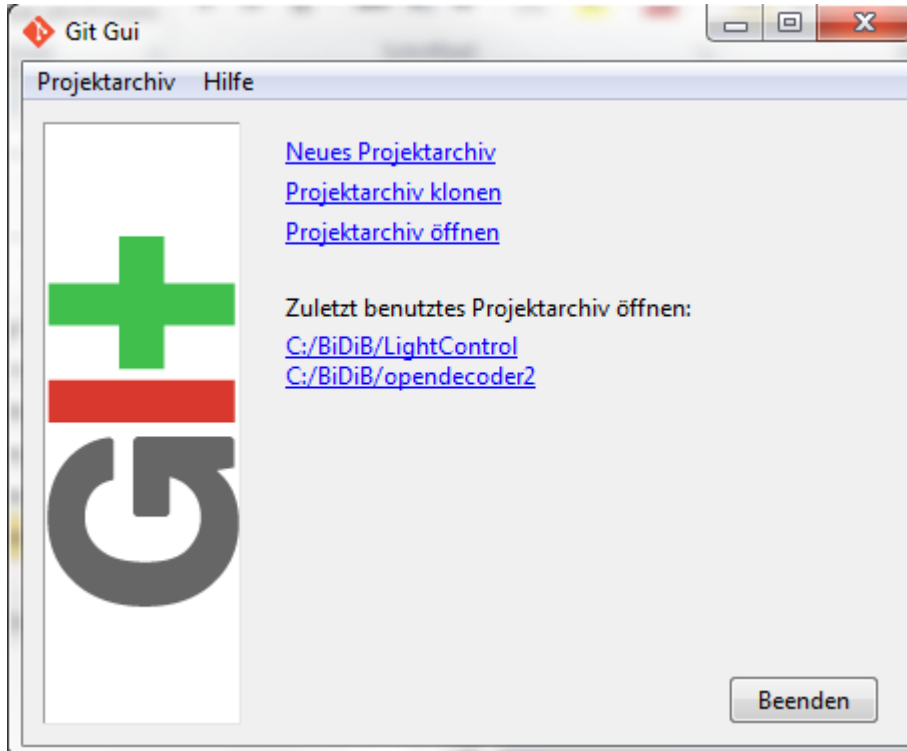 Git Gui
Projektarchiv Hilfe
Neues Projektarchiv
Projektarchiv klonen
Projektarchiv öffnen
Zuletzt benutztes Projektarchiv öffnen:
C:/BiDiB/LightControl
C:/BiDiB/opendecoder2
GIt
Beenden